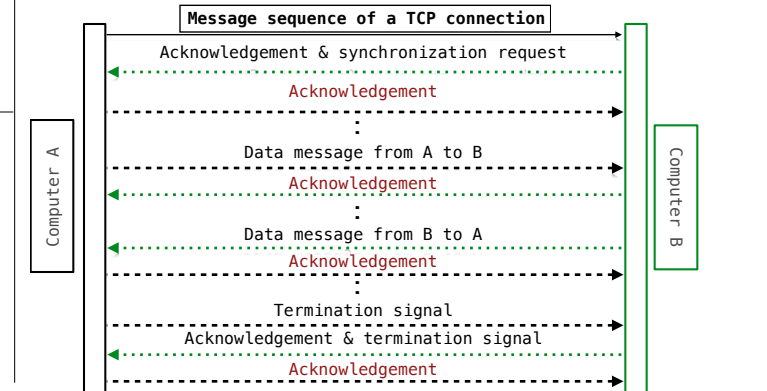 Message sequence of a TCP connection
Acknowledgement & synchronization request
Acknowledgement
Data message from A to B
Acknowledgement
Computer A
Computer B
Data message from B to A
Acknowledgement
Termination signal
Acknowledgement & termination signal
Acknowledgement